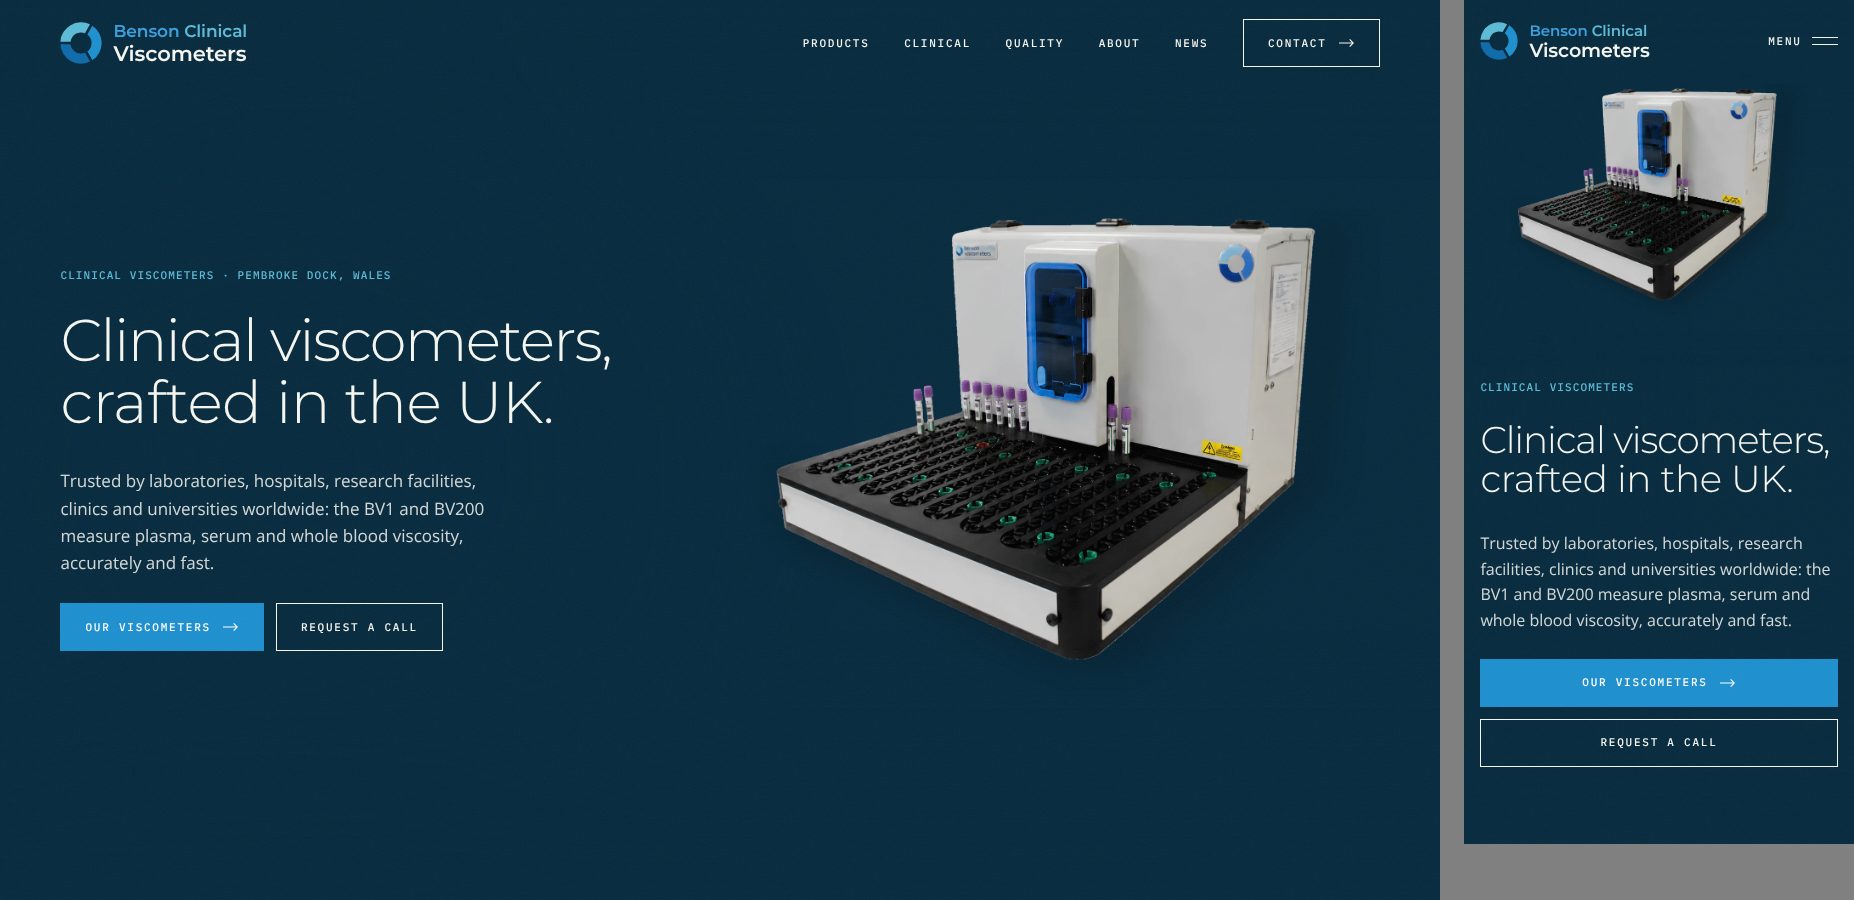 Benson Clinical
Viscometers
PRODUCTS
CLINICAL
QUALITY
ABOUT
NEWS
CONTACT
CLINICAL VISCOMETERS · PEMBROKE DOCK, WALES
Clinical viscometers,
crafted in the UK.
Trusted by laboratories, hospitals, research facilities,
clinics and universities worldwide: the BV1 and BV200
measure plasma, serum and whole blood viscosity,
accurately and fast.
OUR VISCOMETERS
REQUEST A CALL
Benson Clinical
Viscometers
MENU
CLINICAL VISCOMETERS
Clinical viscometers,
crafted in the UK.
Trusted by laboratories, hospitals, research
facilities, clinics and universities worldwide: the
BV1 and BV200 measure plasma, serum and
whole blood viscosity, accurately and fast.
OUR VISCOMETERS
REQUEST A CALL